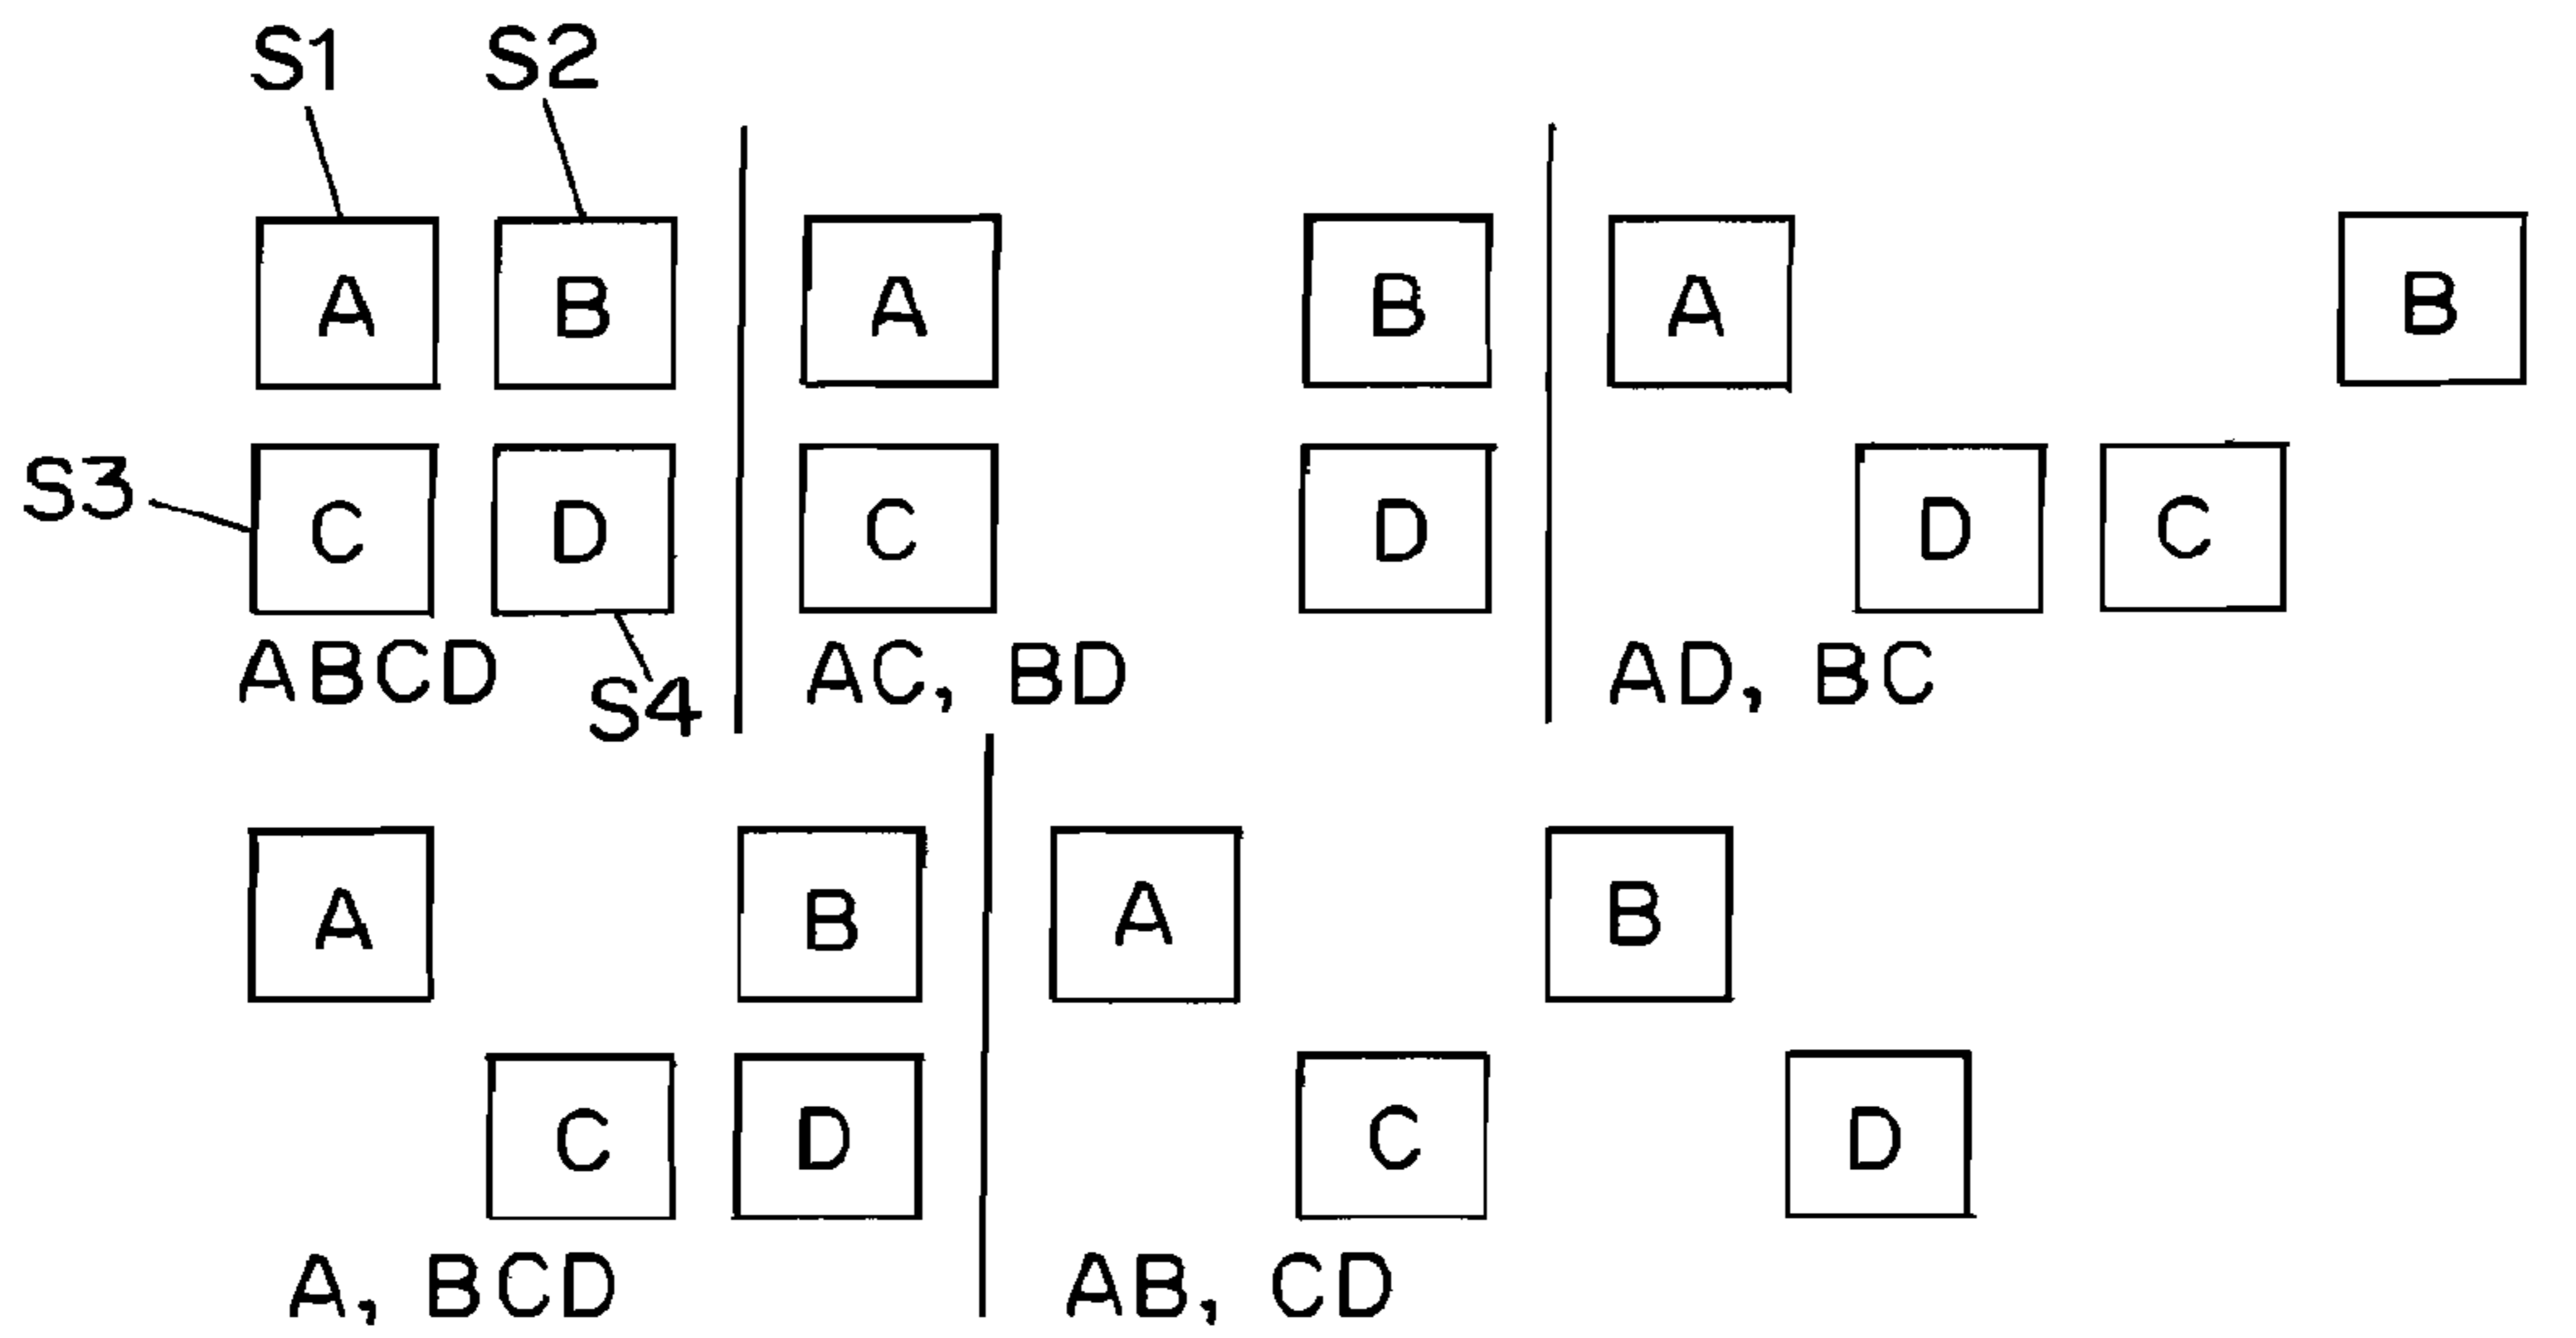 S1 S2
A B A B A B
S3 C D C D D C
ABCD S4 AC, BD AD, BC
A B A B
C D C D
A, BCD AB, CD